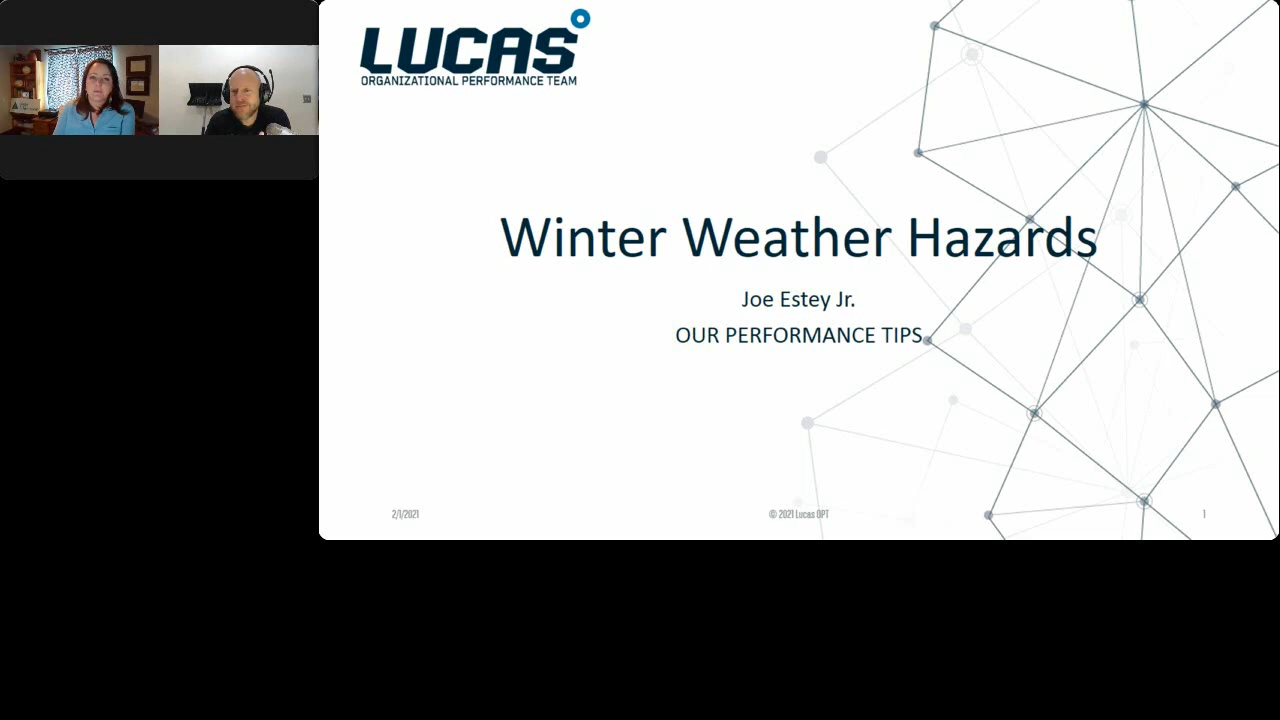 LUCAS
ORGANIZATIONAL PERFORMANCE TEAM
Winter Weather Hazards
Joe Estey Jr.
OUR PERFORMANCE TIPS
2/1/2021
© 2021 Lucas OPT
1